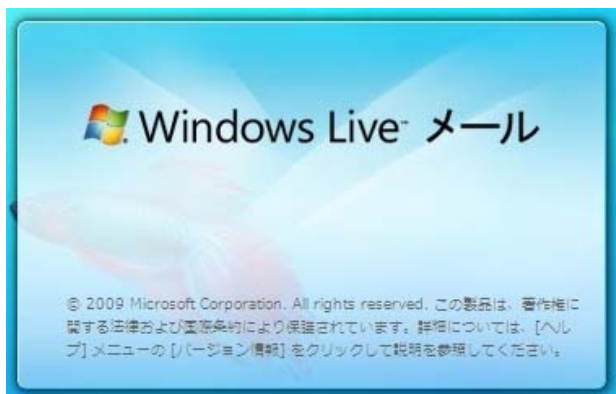 Windows Live™ メール
© 2009 Microsoft Corporation. All rights reserved. この製品は、著作権に
関する法律および国際条約により保護されています。詳細については、[ヘル
プ] メニューの [バージョン情報] をクリックして説明を参照してください。